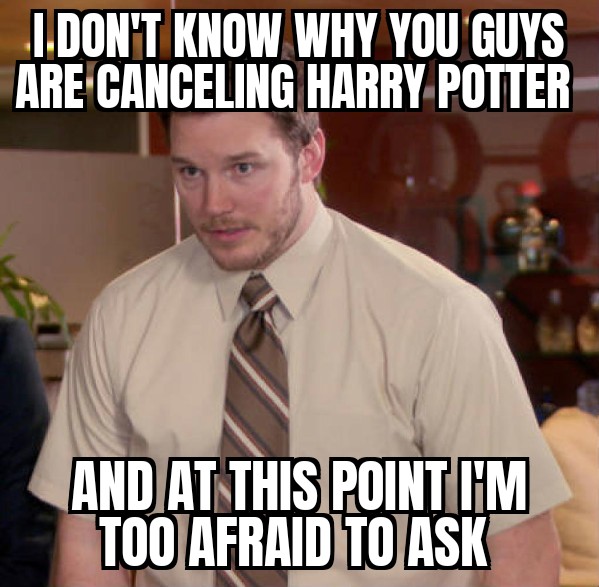 I DON'T KNOW WHY YOU GUYS
ARE CANCELING HARRY POTTER
AND AT THIS POINT I'M
TOO AFRAID TO ASK